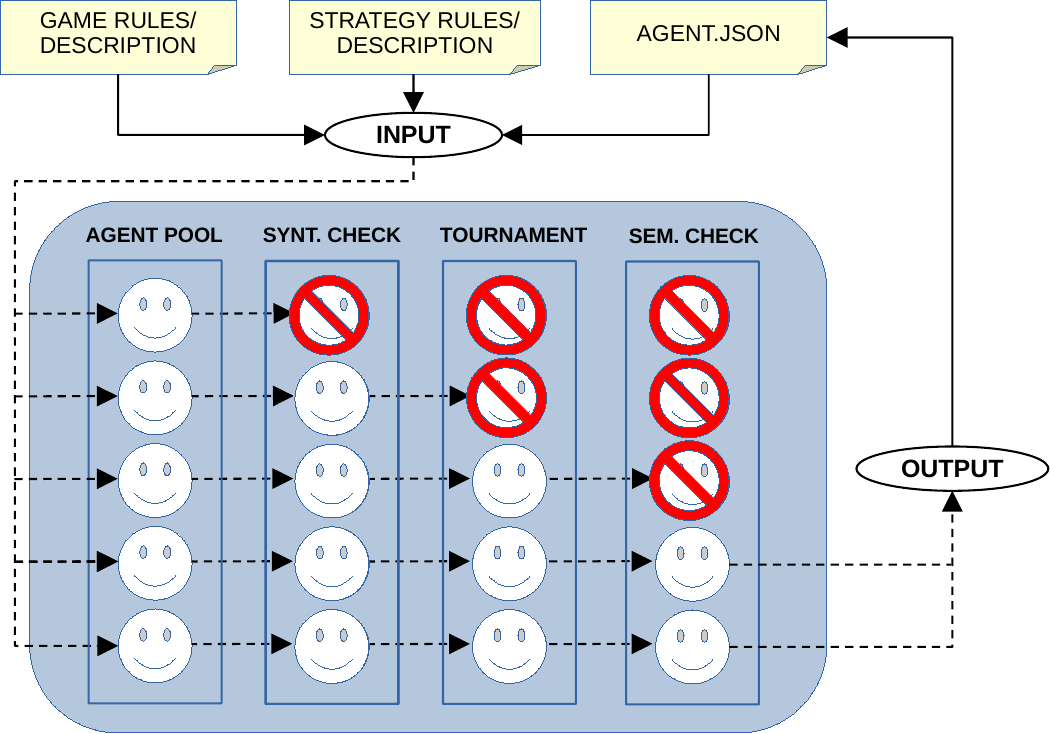 GAME RULES/
DESCRIPTION
STRATEGY RULES/
DESCRIPTION
AGENT.JSON
INPUT
AGENT POOL
SYNT. CHECK
TOURNAMENT
SEM. CHECK
OUTPUT